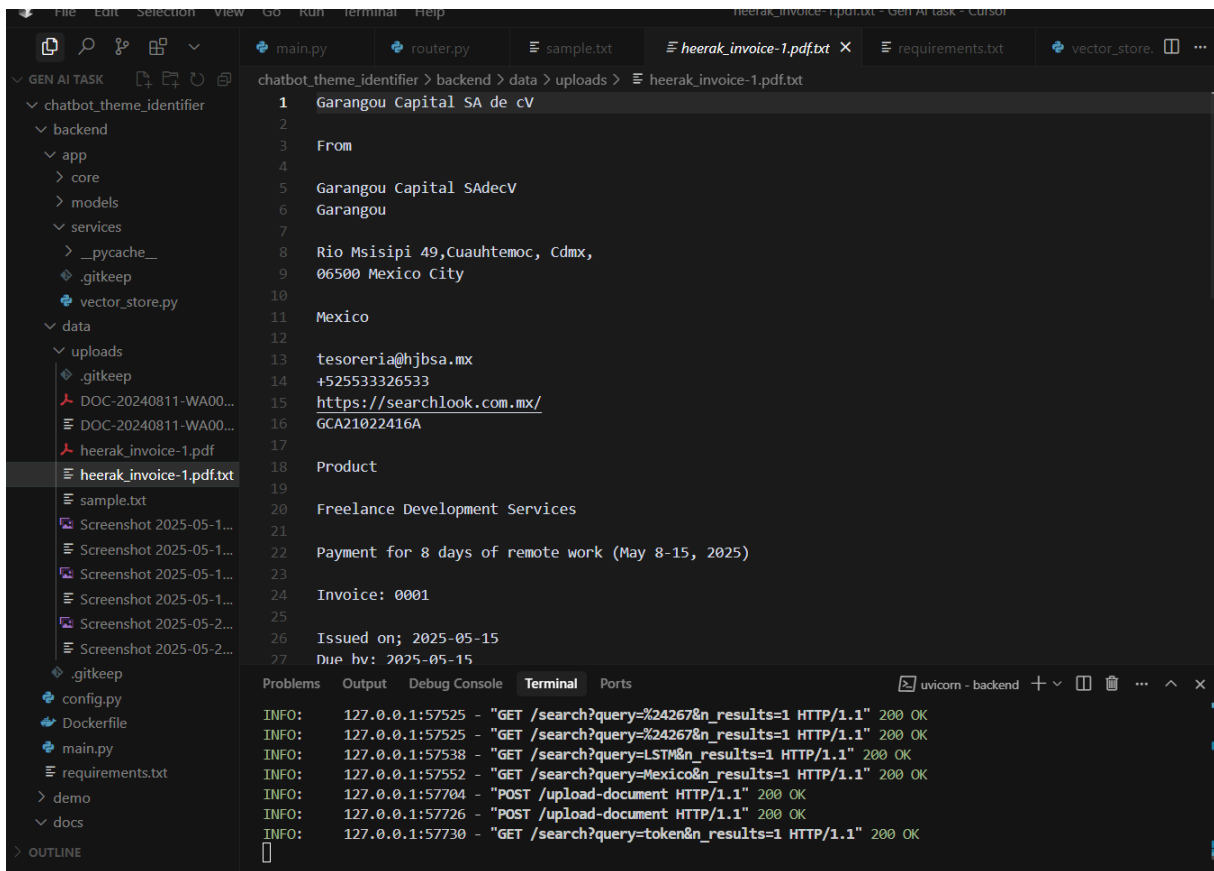 File Edit Selection View Go Run Terminal Help heerak_invoice-1.pdf.txt - Gen AI task - Cursor
main.py router.py sample.txt heerak_invoice-1.pdf.txt requirements.txt vector_store.
GEN AI TASK
chatbot_theme_identifier
backend
app
core
models
services
__pycache__
.gitkeep
vector_store.py
data
uploads
.gitkeep
DOC-20240811-WA00...
DOC-20240811-WA00...
heerak_invoice-1.pdf
heerak_invoice-1.pdf.txt
sample.txt
Screenshot 2025-05-1...
Screenshot 2025-05-1...
Screenshot 2025-05-1...
Screenshot 2025-05-1...
Screenshot 2025-05-2...
Screenshot 2025-05-2...
.gitkeep
config.py
Dockerfile
main.py
requirements.txt
demo
docs
OUTLINE
chatbot_theme_identifier > backend > data > uploads > heerak_invoice-1.pdf.txt
1 Garangou Capital SA de cV
2
3 From
4
5 Garangou Capital SAdecV
6 Garangou
7
8 Rio Msisipi 49,Cuauhtemoc, Cdmx,
9 06500 Mexico City
10
11 Mexico
12
13 tesoreria@hjbsa.mx
14 +525533326533
15 https://searchlook.com.mx/
16 GCA21022416A
17
18 Product
19
20 Freelance Development Services
21
22 Payment for 8 days of remote work (May 8-15, 2025)
23
24 Invoice: 0001
25
26 Issued on; 2025-05-15
27 Due by: 2025-05-15
Problems Output Debug Console Terminal Ports uvicorn - backend
INFO: 127.0.0.1:57525 - "GET /search?query=%24267&n_results=1 HTTP/1.1" 200 OK
INFO: 127.0.0.1:57525 - "GET /search?query=%24267&n_results=1 HTTP/1.1" 200 OK
INFO: 127.0.0.1:57538 - "GET /search?query=LSTM&n_results=1 HTTP/1.1" 200 OK
INFO: 127.0.0.1:57552 - "GET /search?query=Mexico&n_results=1 HTTP/1.1" 200 OK
INFO: 127.0.0.1:57704 - "POST /upload-document HTTP/1.1" 200 OK
INFO: 127.0.0.1:57726 - "POST /upload-document HTTP/1.1" 200 OK
INFO: 127.0.0.1:57730 - "GET /search?query=token&n_results=1 HTTP/1.1" 200 OK